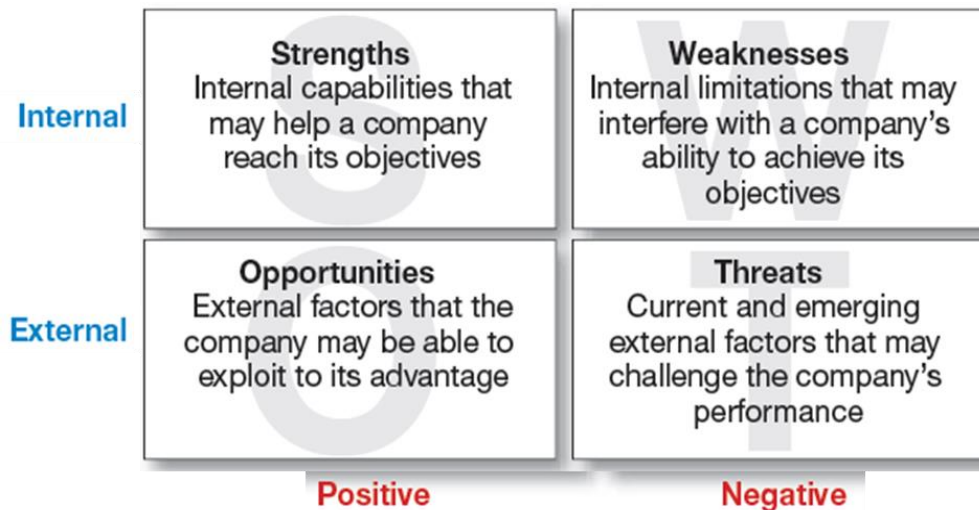 Internal
Strengths
Internal capabilities that
may help a company
reach its objectives
Weaknesses
Internal limitations that may
interfere with a company's
ability to achieve its
objectives
External
Opportunities
External factors that the
company may be able to
exploit to its advantage
Threats
Current and emerging
external factors that may
challenge the company's
performance
Positive
Negative
S
W
O
T